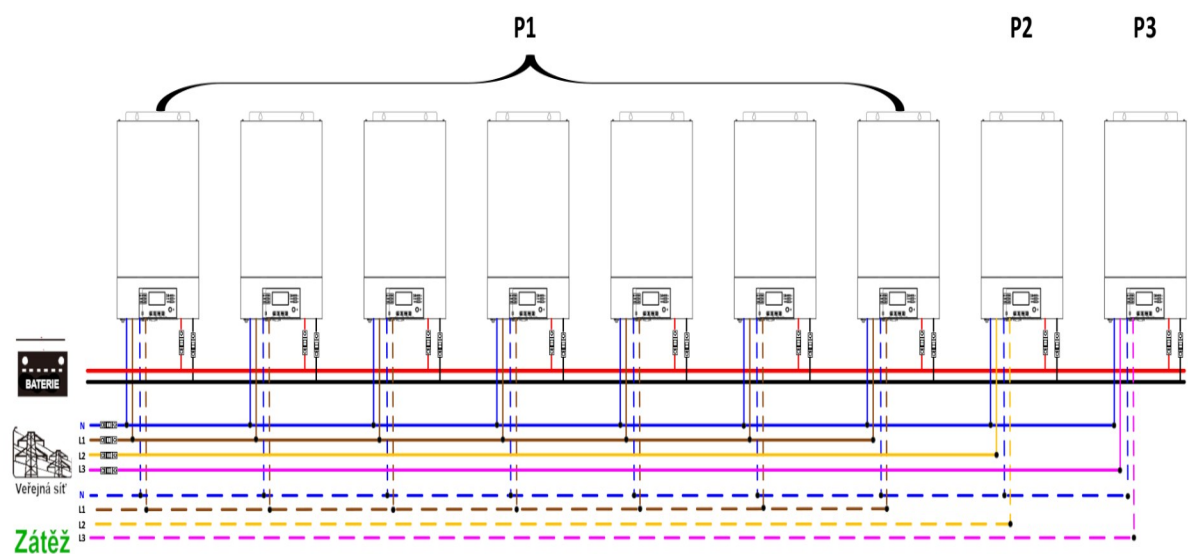 P1 P2 P3
BATERIE
N
L1
L2
L3
Veřejná síť
N
L1
L2
L3
Zátěž